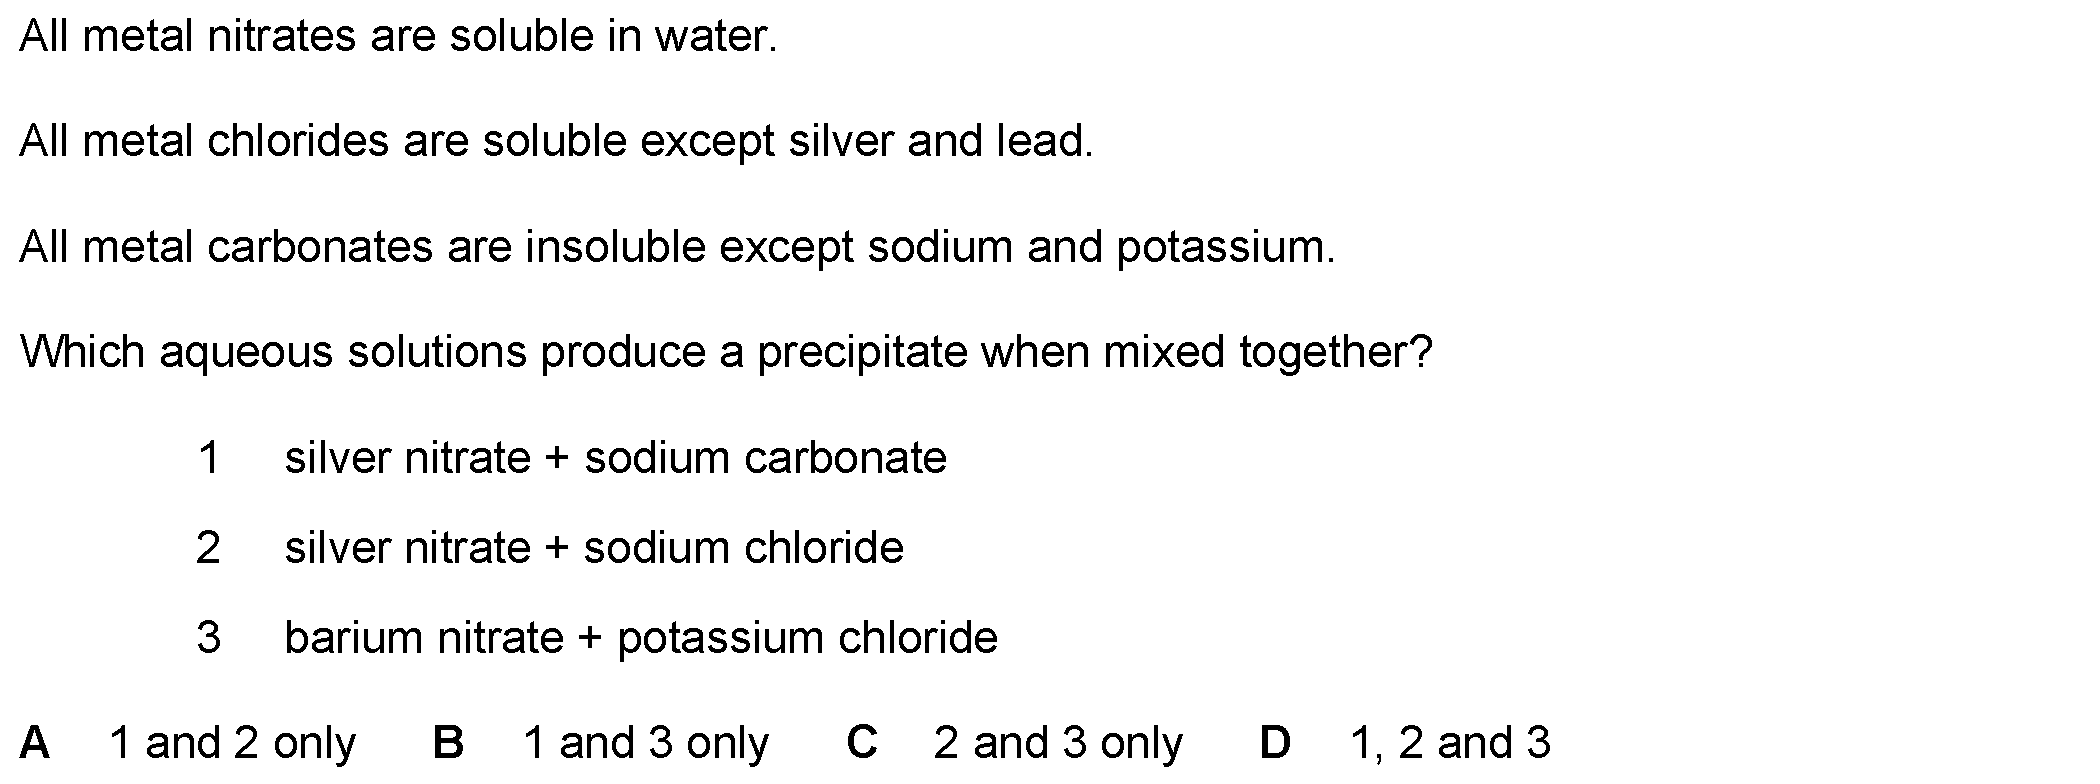 All metal nitrates are soluble in water.
All metal chlorides are soluble except silver and lead.
All metal carbonates are insoluble except sodium and potassium.
Which aqueous solutions produce a precipitate when mixed together?
1 silver nitrate + sodium carbonate
2 silver nitrate + sodium chloride
3 barium nitrate + potassium chloride
A 1 and 2 only B 1 and 3 only C 2 and 3 only D 1, 2 and 3